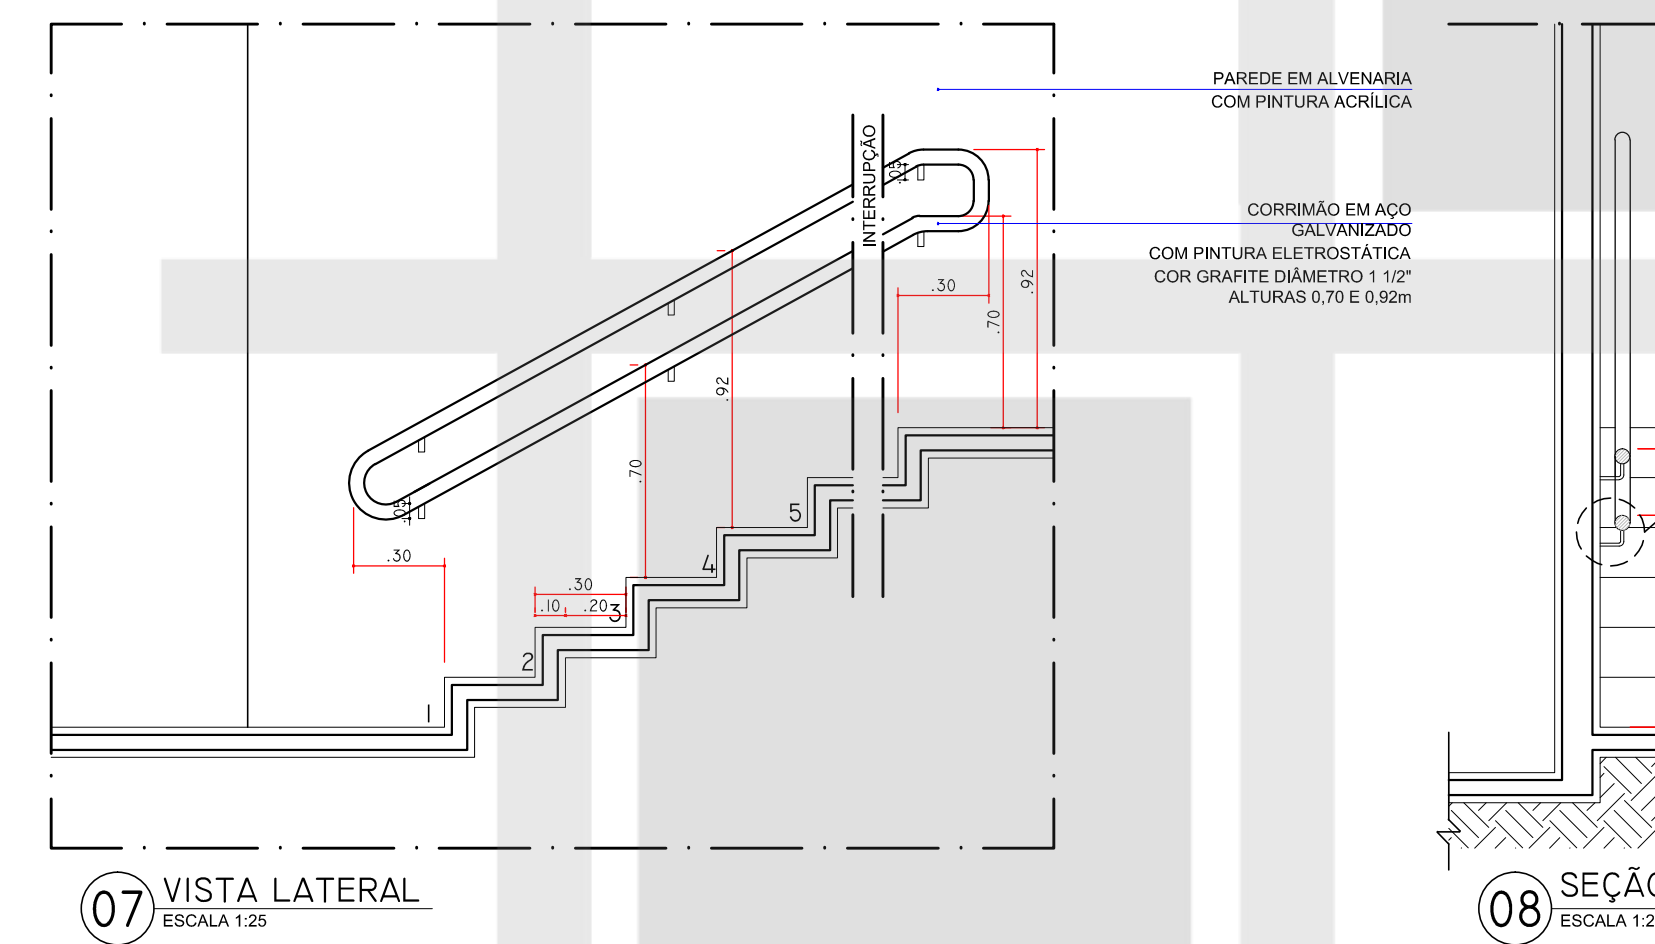 PAREDE EM ALVENARIA
COM PINTURA ACRÍLICA
INTERRUPÇÃO
.05
CORRIMÃO EM AÇO
GALVANIZADO
COM PINTURA ELETROSTÁTICA
COR GRAFITE DIÂMETRO 1 1/2"
ALTURAS 0,70 E 0,92m
.30
.92
.70
.92
.70
.05
.30
.30
.10
.20
1
2
3
4
5
07
VISTA LATERAL
ESCALA 1:25
08
SEÇÃO
ESCALA 1:2